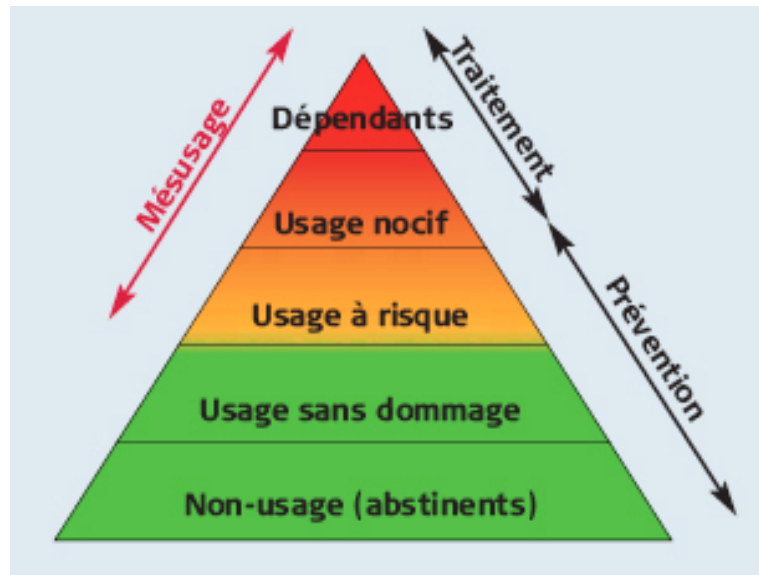 Dépendants
Usage nocif
Usage à risque
Usage sans dommage
Non-usage (abstinents)
Mésusage
Traitement
Prévention